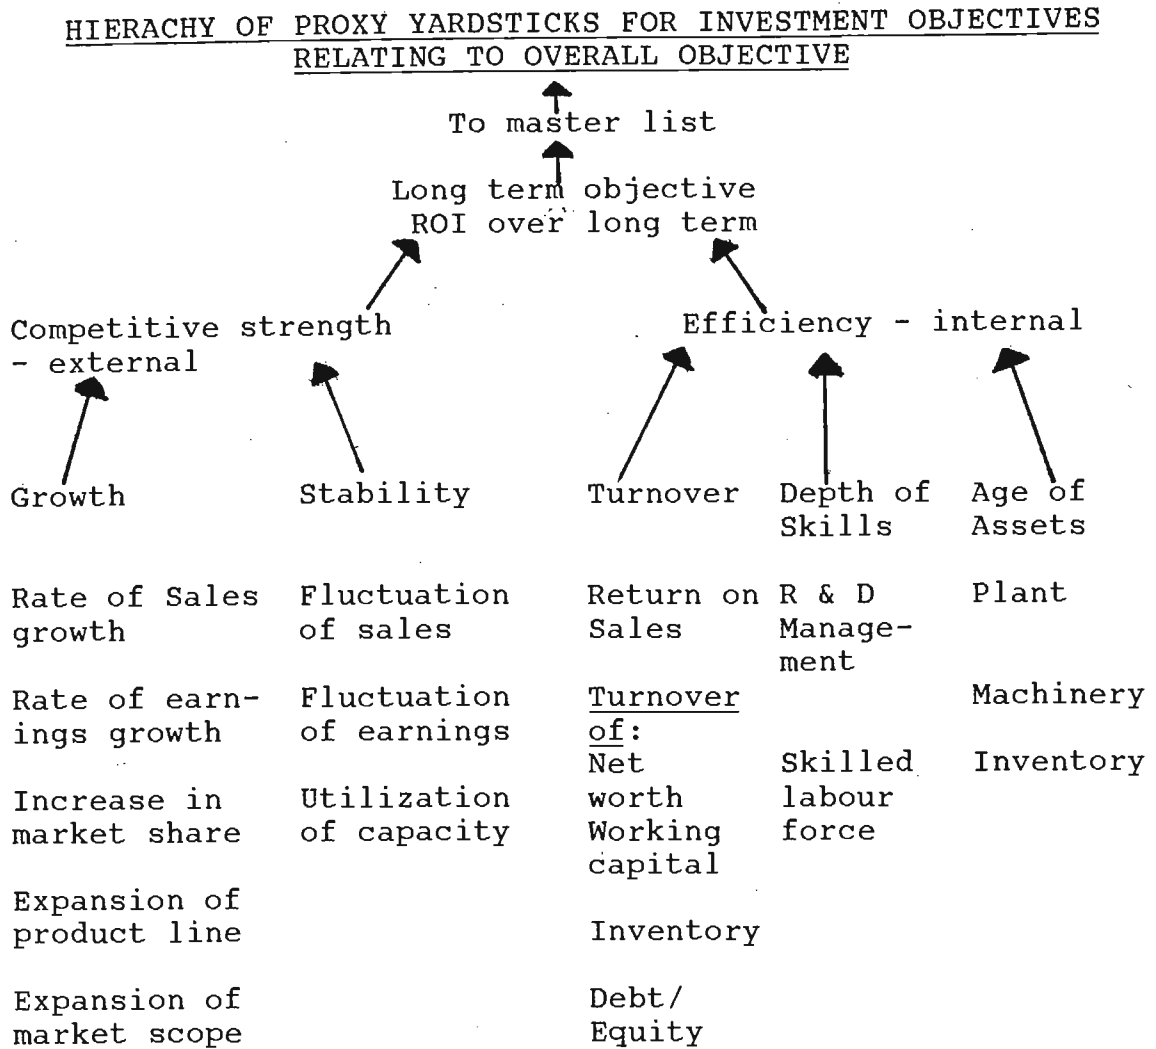 HIERACHY OF PROXY YARDSTICKS FOR INVESTMENT OBJECTIVES
RELATING TO OVERALL OBJECTIVE
To master list
Long term objective
ROI over long term
Competitive strength
- external
Efficiency - internal
Growth
Stability
Turnover
Depth of
Skills
Age of
Assets
Rate of Sales
growth
Rate of earn-
ings growth
Increase in
market share
Expansion of
product line
Expansion of
market scope
Fluctuation
of sales
Fluctuation
of earnings
Utilization
of capacity
Return on
Sales
Turnover
of:
Net
worth
Working
capital
Inventory
Debt/
Equity
R & D
Manage-
ment
Skilled
labour
force
Plant
Machinery
Inventory